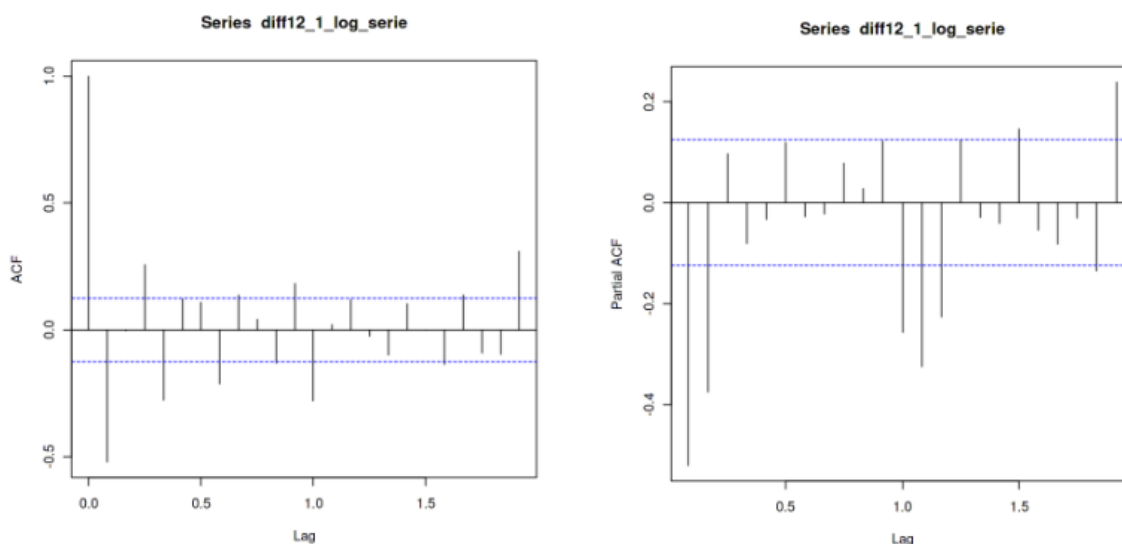 Series diff12_1_log_serie
ACF
1.0
0.5
0.0
-0.5
0.0 0.5 1.0 1.5
Lag
Series diff12_1_log_serie
Partial ACF
0.2
0.0
-0.2
-0.4
0.5 1.0 1.5
Lag